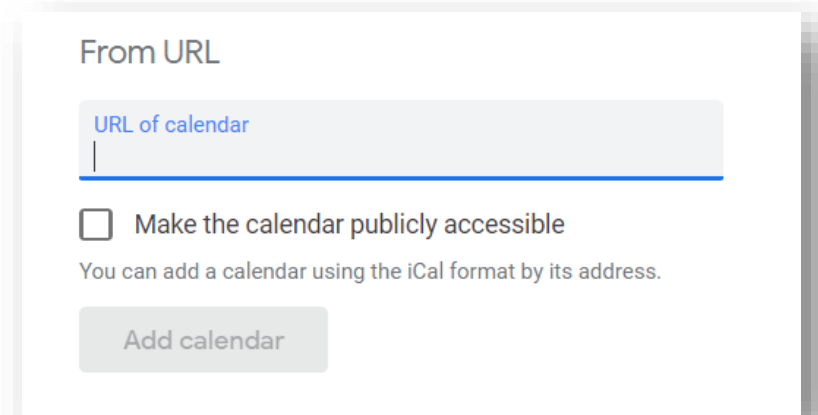 From URL
URL of calendar
Make the calendar publicly accessible
You can add a calendar using the iCal format by its address.
Add calendar